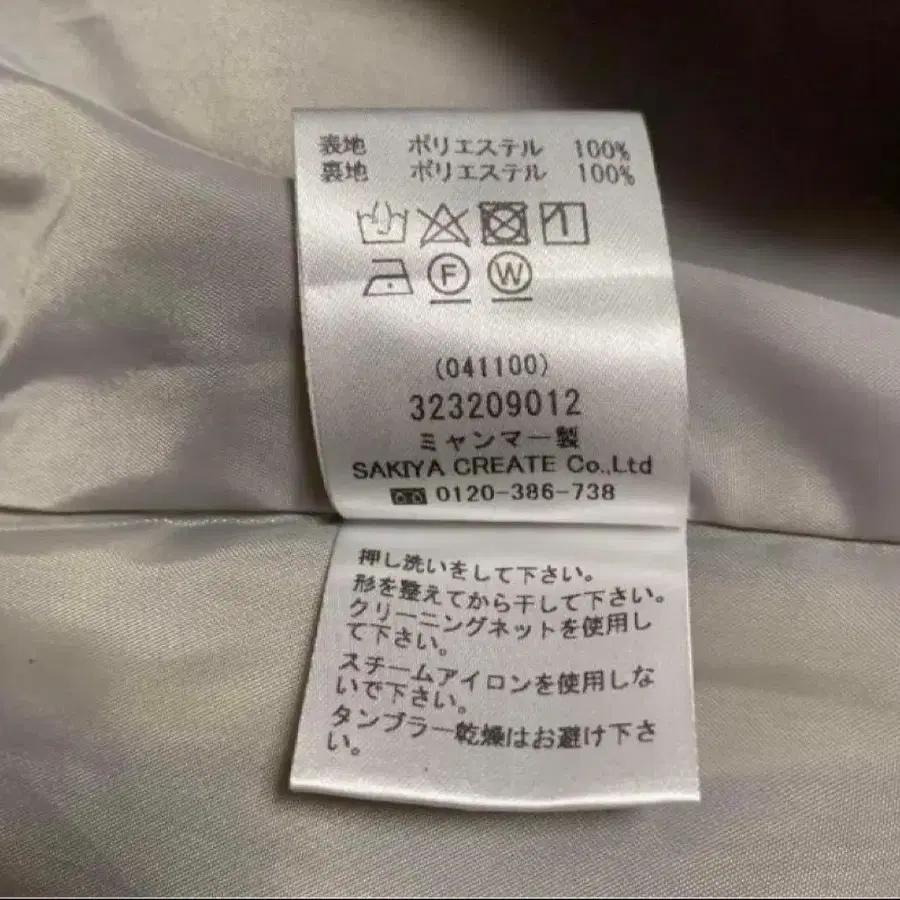 表地 ポリエステル 100%
裏地 ポリエステル 100%
1
F W
(041100)
323209012
ミャンマー製
SAKIYA CREATE Co.,Ltd
0120-386-738
押し洗いをして下さい。
形を整えてから干して下さい。
クリーニングネットを使用し
て下さい。
スチームアイロンを使用しな
いで下さい。
タンブラー乾燥はお避け下さ
い。